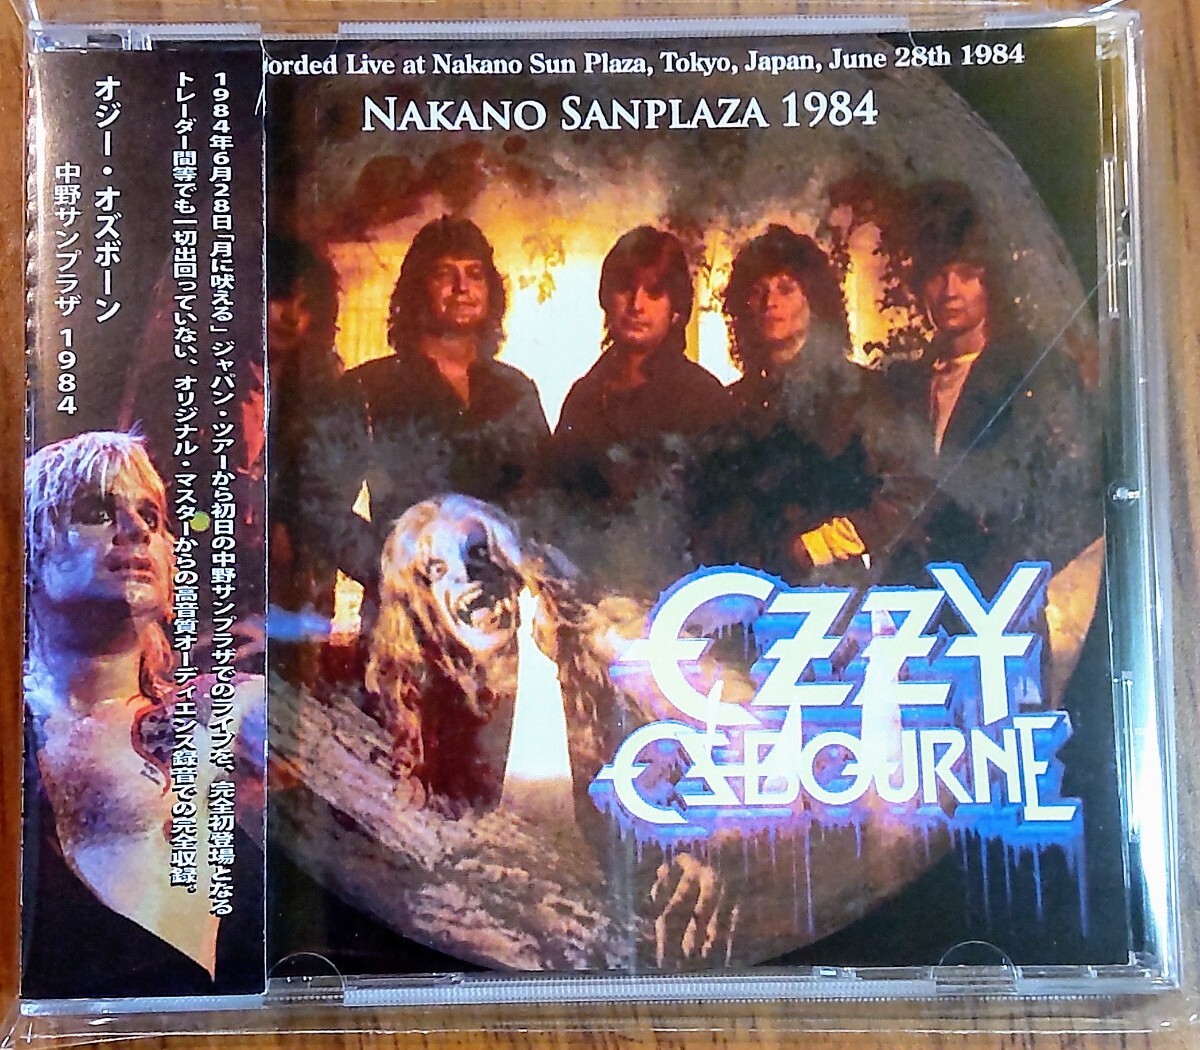 オジー・オズボーン
中野サンプラザ 1984
1984年6月28日「月に吠える」ジャパン・ツアーから初日の中野サンプラザでのライブを、完全初登場となる
トレーダー間等でも一切出回っていない、オリジナル・マスターからの高音質オーディエンス録音での完全収録。
orded Live at Nakano Sun Plaza, Tokyo, Japan, June 28th 1984
NAKANO SANPLAZA 1984
OZZY
OSBOURNE